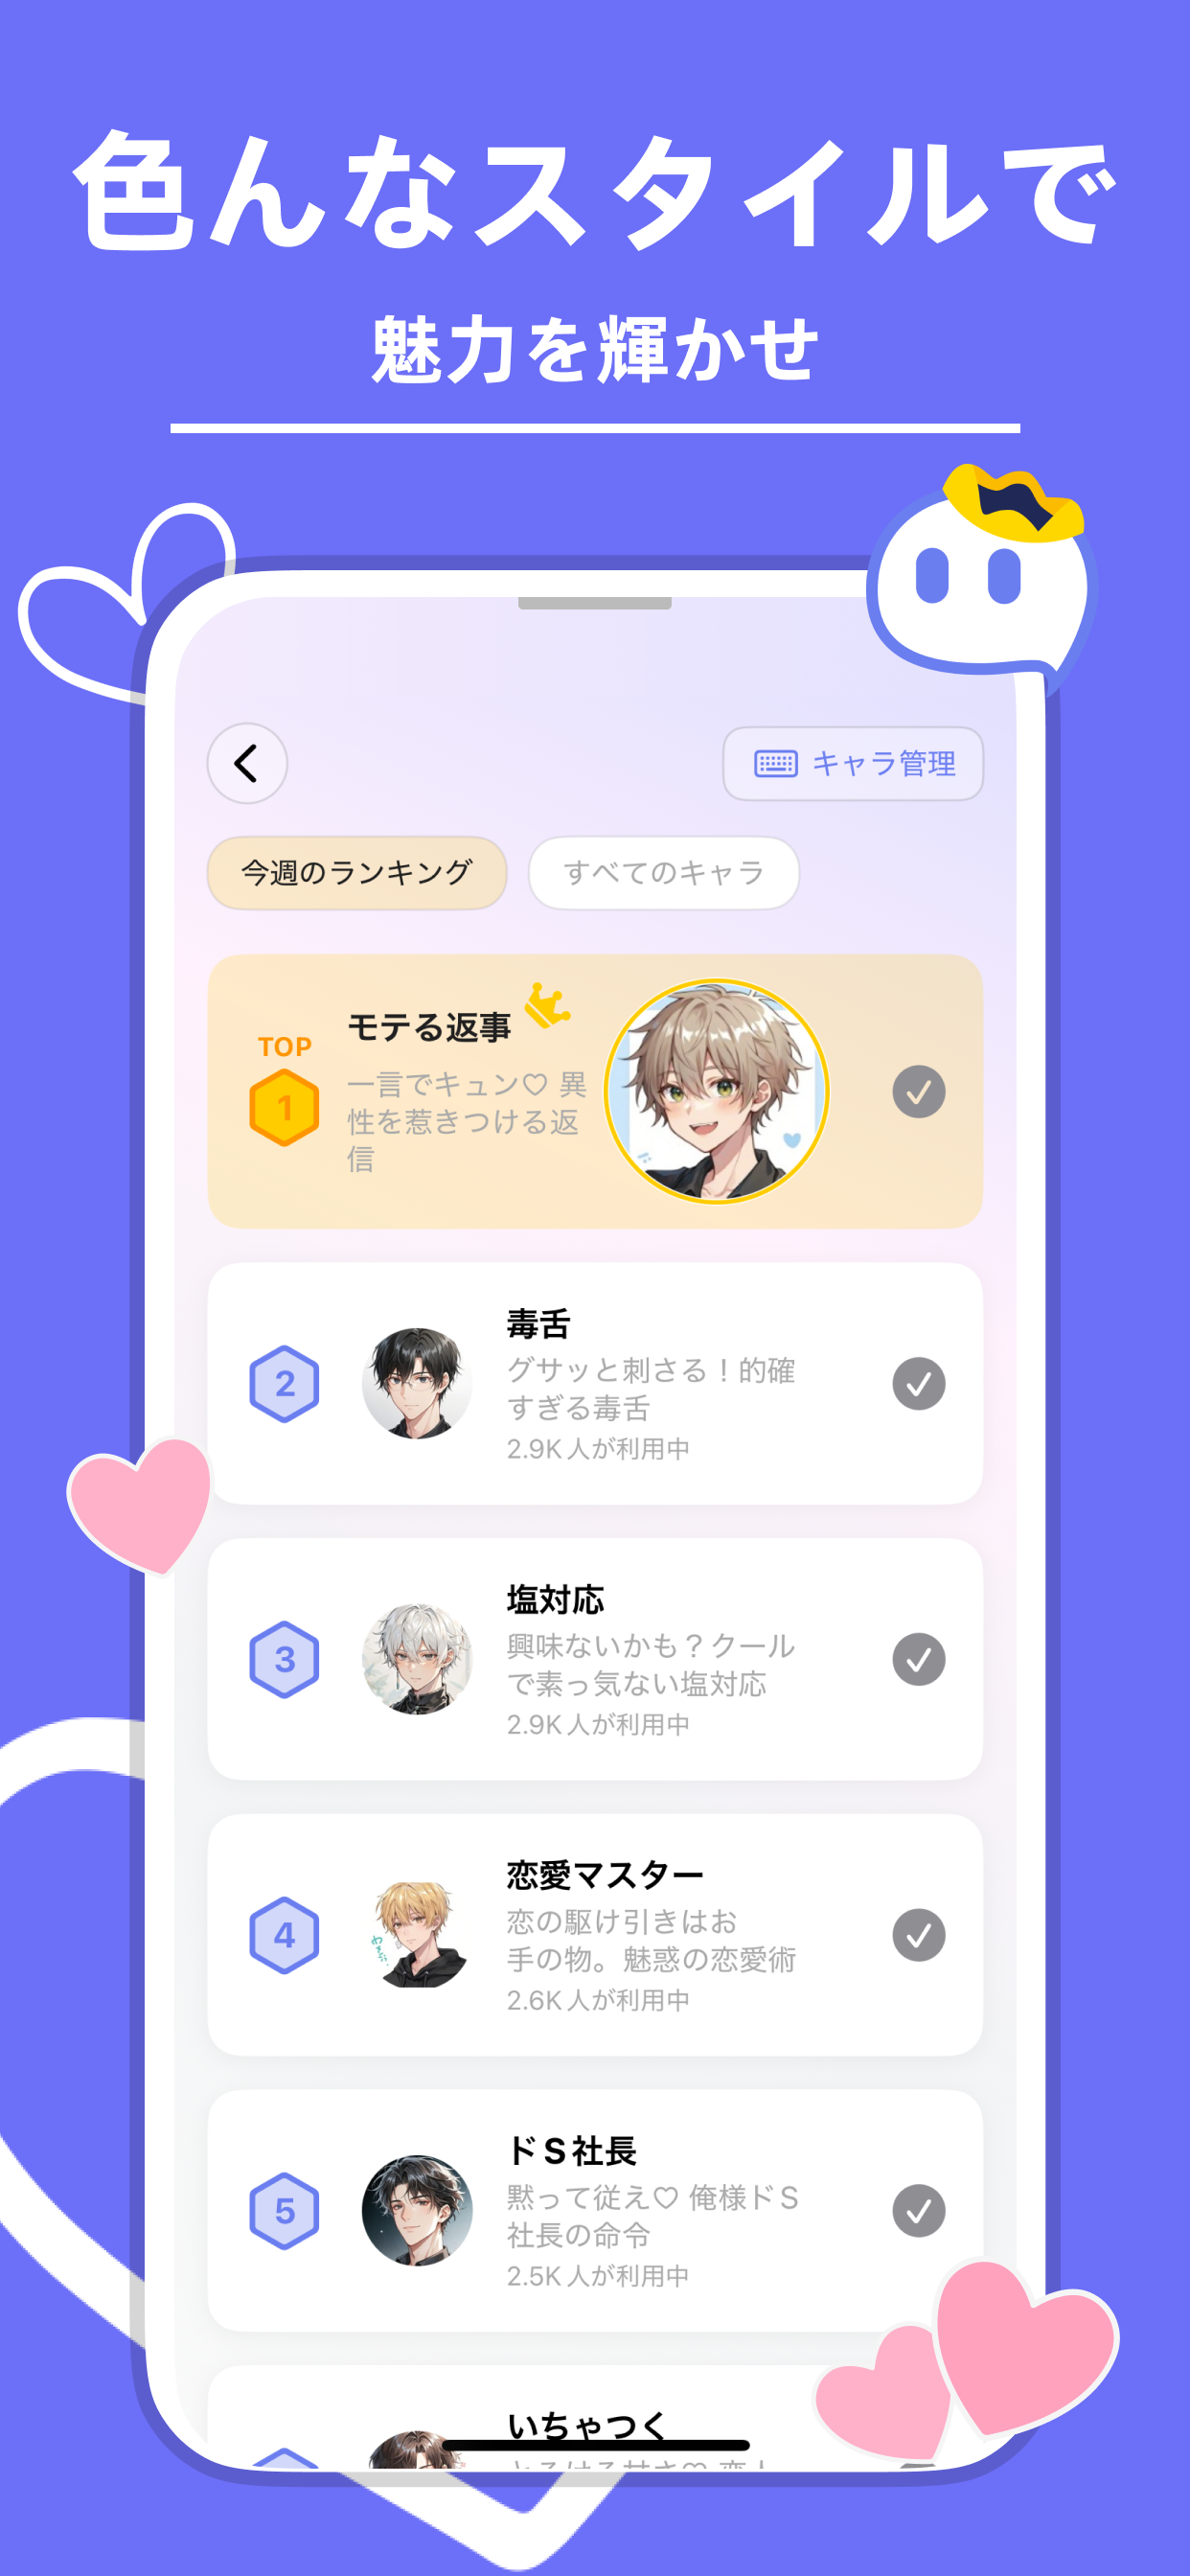 色んなスタイルで
魅力を輝かせ
キャラ管理
今週のランキング
すべてのキャラ
TOP
1
モテる返事
一言でキュン♡ 異
性を惹きつける返
信
2
毒舌
グサッと刺さる！的確
すぎる毒舌
2.9K人が利用中
3
塩対応
興味ないかも？クール
で素っ気ない塩対応
2.9K人が利用中
4
恋愛マスター
恋の駆け引きはお
手の物。魅惑の恋愛術
2.6K人が利用中
5
ドS社長
黙って従え♡ 俺様ドS
社長の命令
2.5K人が利用中
いちゃつく